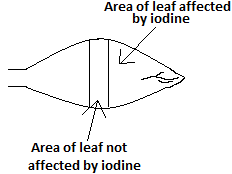 Area of leaf affected
by iodine
Area of leaf not
affected by iodine